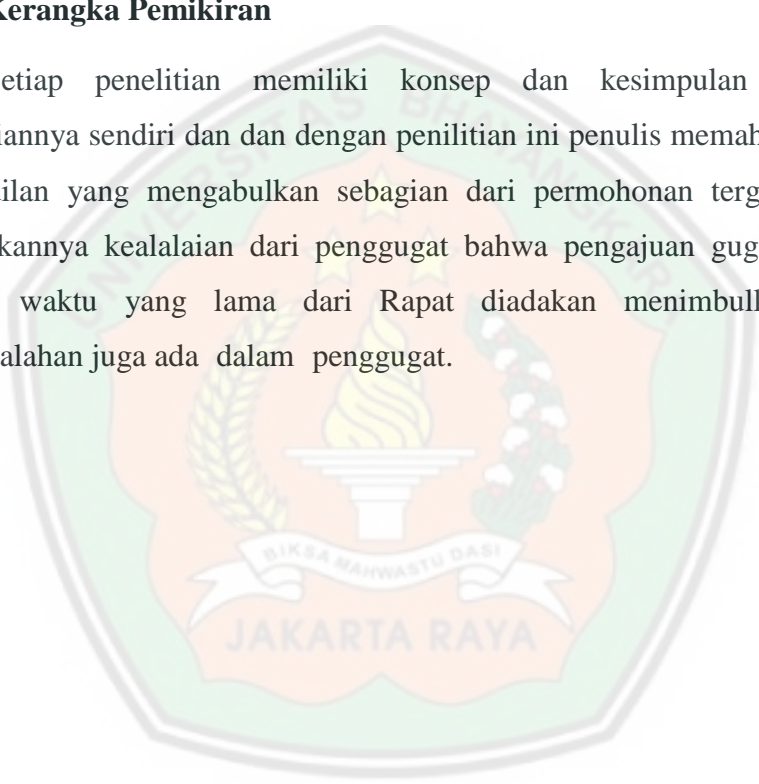 Kerangka Pemikiran
etiap penelitian memiliki konsep dan kesimpulan
iannya sendiri dan dan dengan penilitian ini penulis memah
ilan yang mengabulkan sebagian dari permohonan terg
kannya kealalaian dari penggugat bahwa pengajuan gug
waktu yang lama dari Rapat diadakan menimbull
alahan juga ada dalam penggugat.
UNIVERSITAS BHAYANGKARA
BIKSA MAHWASTU DASI
JAKARTA RAYA